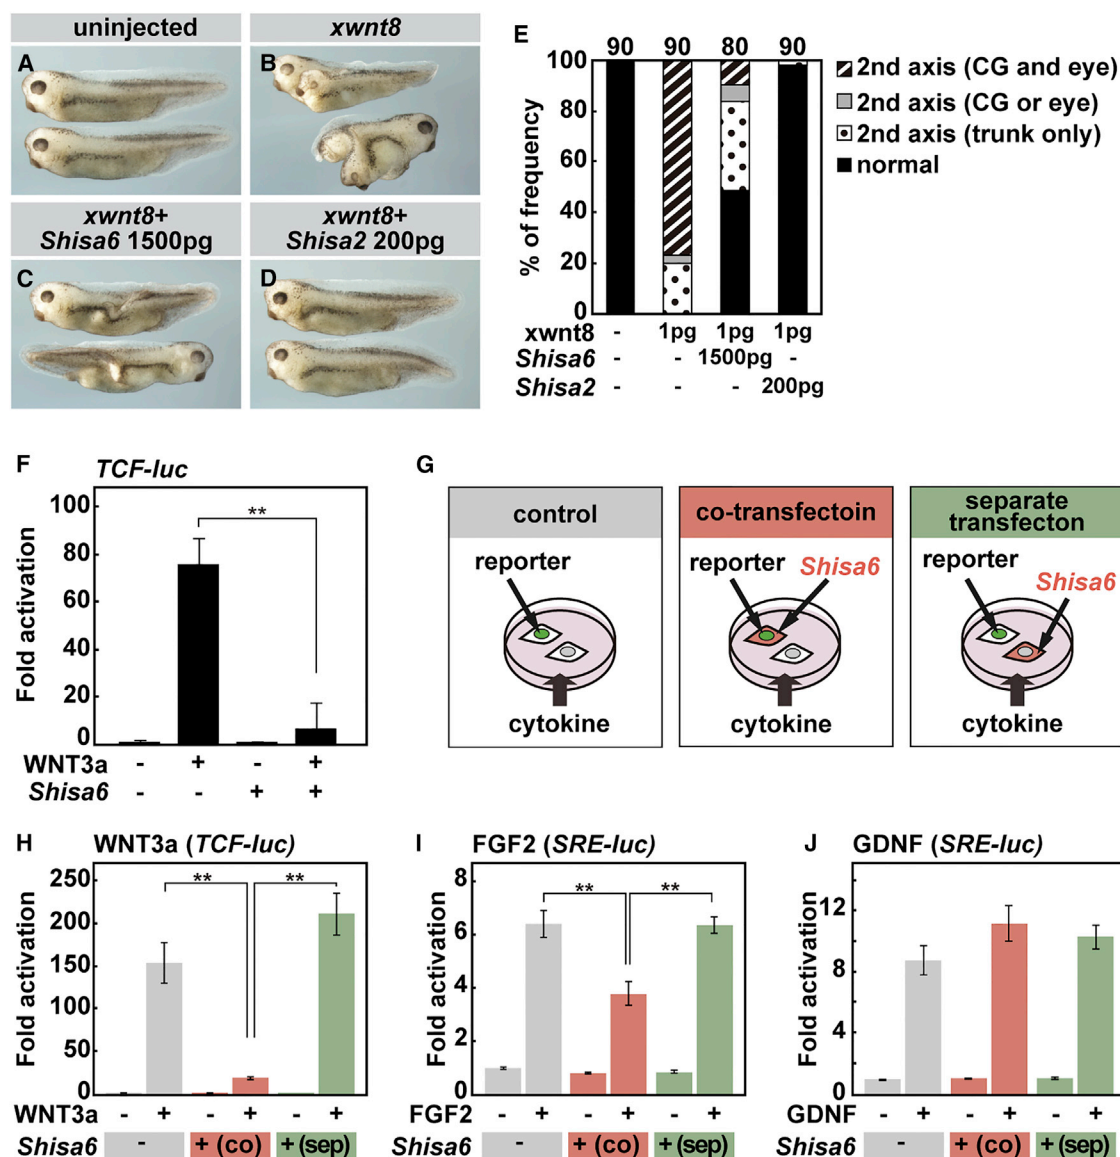 uninjected
xwnt8
A
B
xwnt8+
Shisa6 1500pg
xwnt8+
Shisa2 200pg
C
D
E
90 90 80 90
100
80
60
40
20
0
% of frequency
2nd axis (CG and eye)
2nd axis (CG or eye)
2nd axis (trunk only)
normal
xwnt8 - 1pg 1pg 1pg
Shisa6 - - 1500pg -
Shisa2 - - - 200pg
F
TCF-luc
100
80
60
40
20
0
Fold activation
**
WNT3a - + - +
Shisa6 - - + +
G
control
reporter
cytokine
co-transfectoin
reporter Shisa6
cytokine
separate
transfecton
reporter
Shisa6
cytokine
H
WNT3a (TCF-luc)
250
200
150
100
50
0
Fold activation
** **
WNT3a - + - + - +
Shisa6 - + (co) + (sep)
I
FGF2 (SRE-luc)
8
6
4
2
0
Fold activation
** **
FGF2 - + - + - +
Shisa6 - + (co) + (sep)
J
GDNF (SRE-luc)
12
8
4
0
Fold activation
GDNF - + - + - +
Shisa6 - + (co) + (sep)